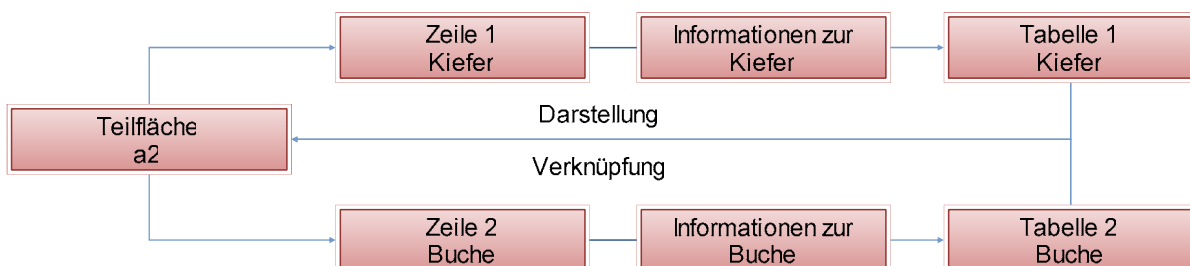 Zeile 1
Kiefer
Informationen zur
Kiefer
Tabelle 1
Kiefer
Teilfläche
a2
Darstellung
Verknüpfung
Zeile 2
Buche
Informationen zur
Buche
Tabelle 2
Buche